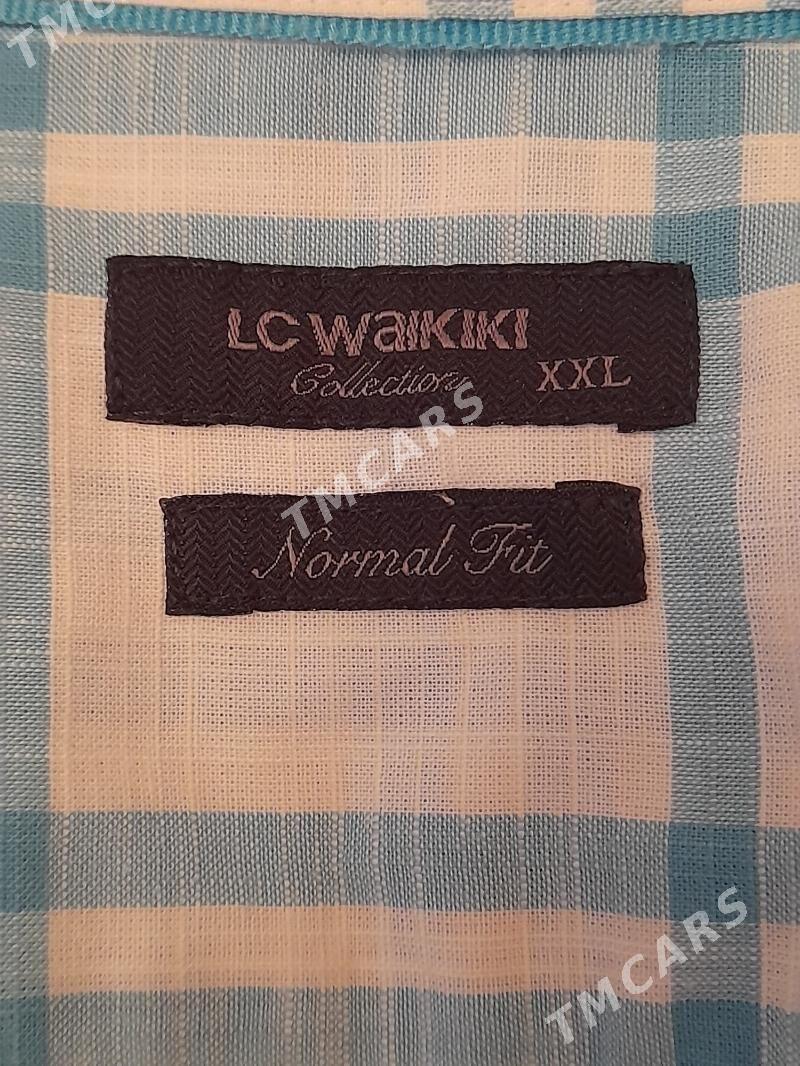 TMCARS
LC WAIKIKI
Collection XXL
TMCARS
Normal Fit
TMCARS